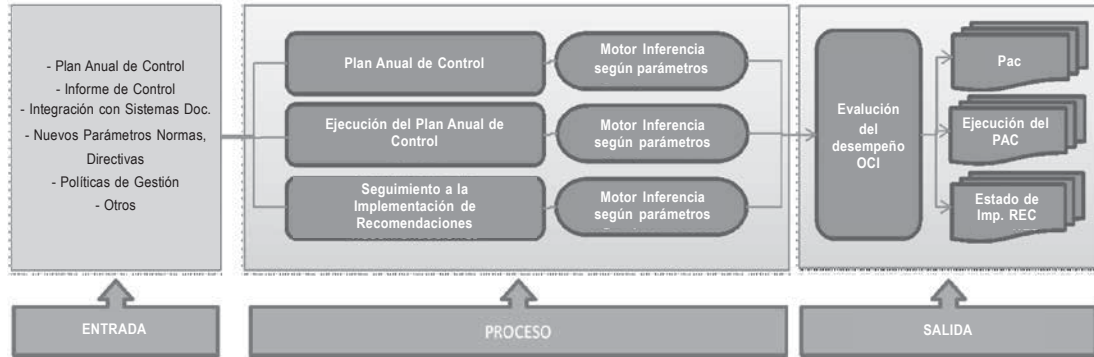 - Plan Anual de Control
- Informe de Control
- Integración con Sistemas Doc.
- Nuevos Parámetros Normas,
Directivas
- Políticas de Gestión
- Otros
Plan Anual de Control
Motor Inferencia
según parámetros
Ejecución del Plan Anual de
Control
Motor Inferencia
según parámetros
Seguimiento a la
Implementación de
Recomendaciones
Motor Inferencia
según parámetros
Evalución
del
desempeño
OCI
Pac
Ejecución del
PAC
Estado de
Imp. REC
ENTRADA
PROCESO
SALIDA